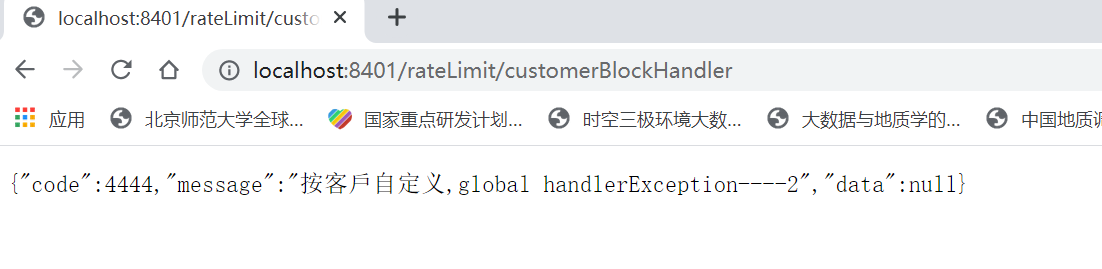 localhost:8401/rateLimit/custo
localhost:8401/rateLimit/customerBlockHandler
应用 北京师范大学全球... 国家重点研发计划... 时空三极环境大数... 大数据与地质学的... 中国地质调
{"code":4444,"message":"按客戶自定义,global handlerException----2","data":null}